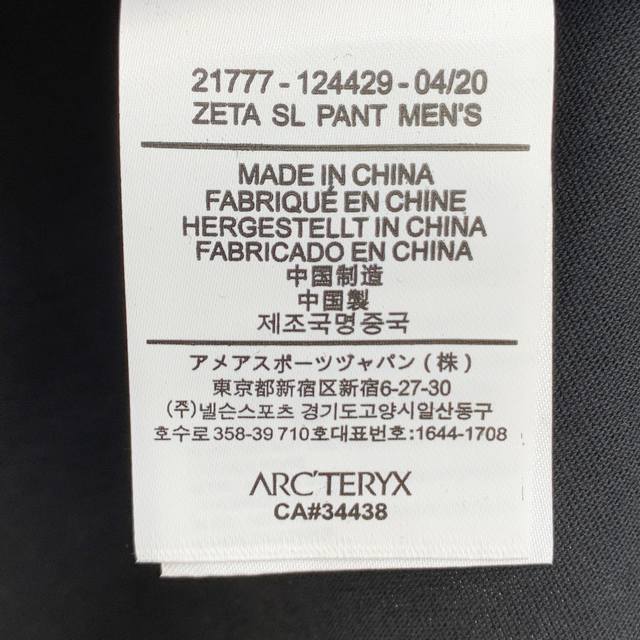 21777 - 124429 - 04/20
ZETA SL PANT MEN'S
MADE IN CHINA
FABRIQUÉ EN CHINE
HERGESTELLT IN CHINA
FABRICADO EN CHINA
中国制造
中国製
제조국명중국
アメアスポーツヅャパン(株)
東京都新宿区新宿6-27-30
(주)넬슨스포츠 경기도고양시일산동구
호수로358-39 710호대표번호:1644-1708
ARC'TERYX
CA#34438